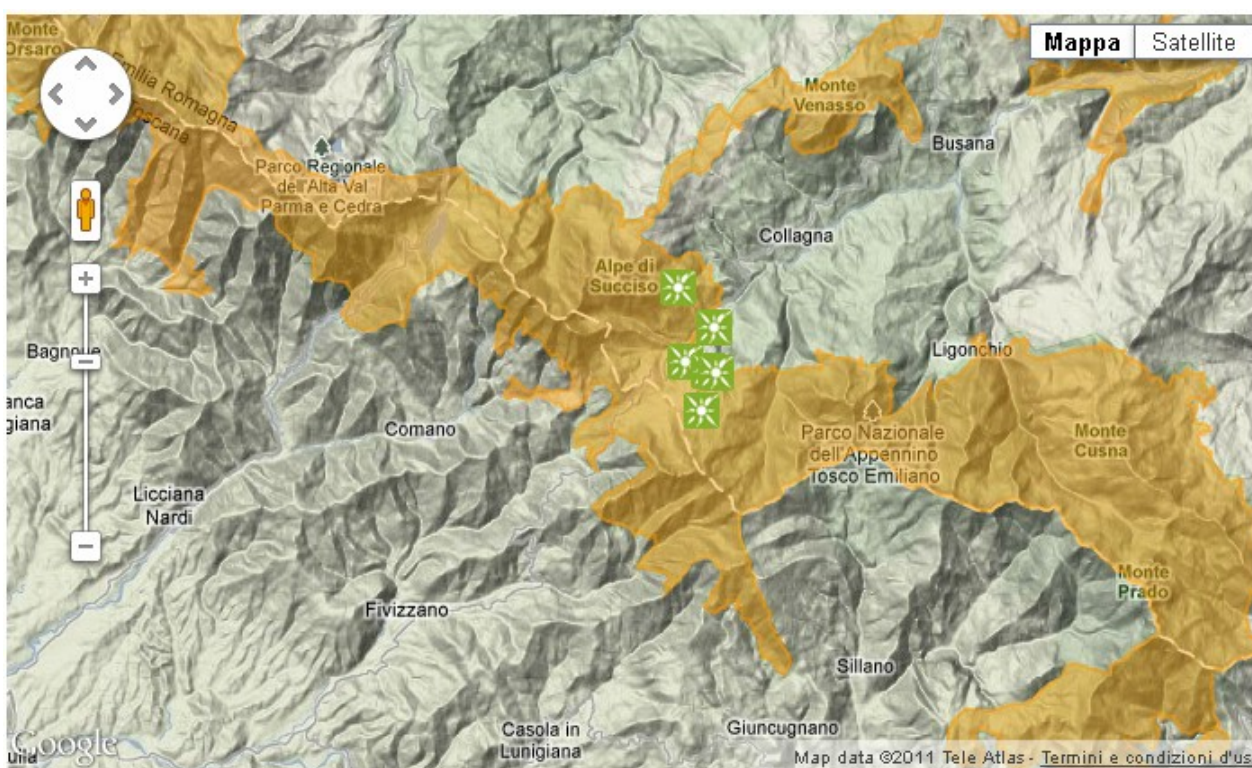 Monte
Orsaro
Mappa
Satellite
Emilia Romagna
Toscana
Monte
Venasso
Busana
Parco Regionale
dell'Alta Val
Parma e Cedra
Collagna
Alpe di
Succiso
Ligonchio
Comano
Parco Nazionale
dell'Appennino
Tosco Emiliano
Monte
Cusna
Licciana
Nardi
Monte
Prado
Fivizzano
Sillano
Casola in
Lunigiana
Giuncugnano
Google
Map data ©2011 Tele Atlas - Termini e condizioni d'us